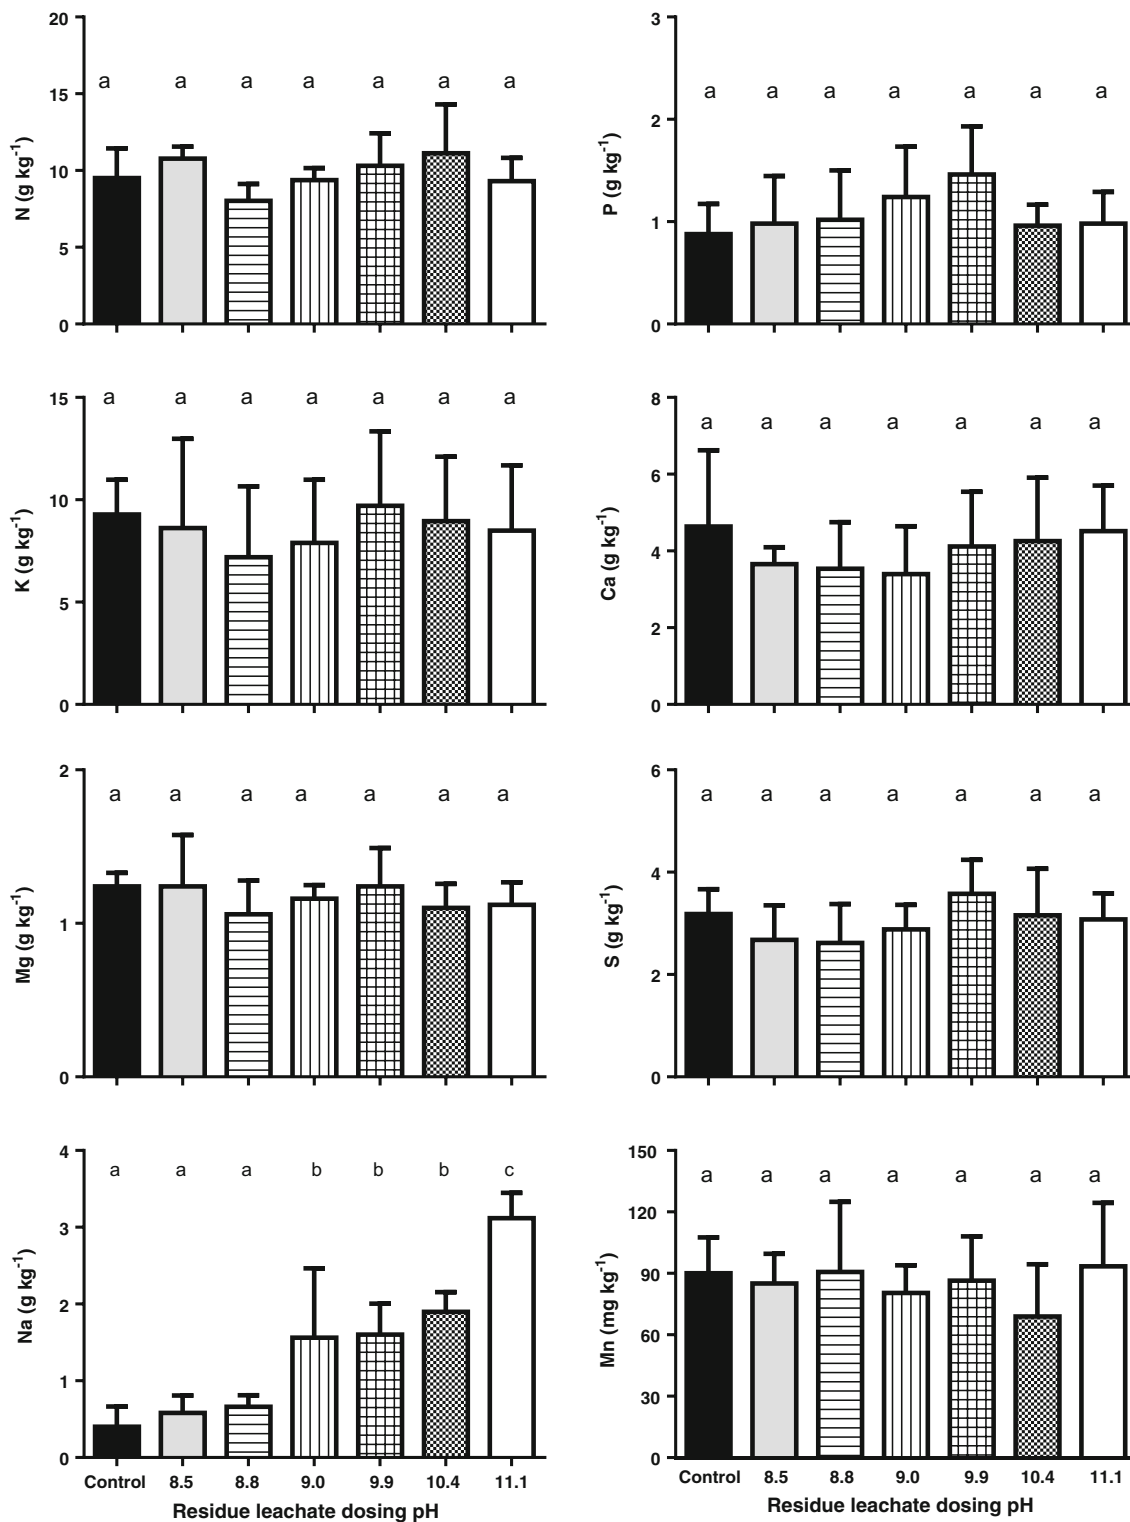 20
15
10
5
0
N (g kg⁻¹)
a a a a a a a
3
2
1
0
P (g kg⁻¹)
a a a a a a a
15
10
5
0
K (g kg⁻¹)
a a a a a a a
8
6
4
2
0
Ca (g kg⁻¹)
a a a a a a a
2
1
0
Mg (g kg⁻¹)
a a a a a a a
6
4
2
0
S (g kg⁻¹)
a a a a a a a
4
3
2
1
0
Na (g kg⁻¹)
a a a b b b c
Control 8.5 8.8 9.0 9.9 10.4 11.1
Residue leachate dosing pH
150
120
90
60
30
0
Mn (mg kg⁻¹)
a a a a a a a
Control 8.5 8.8 9.0 9.9 10.4 11.1
Residue leachate dosing pH